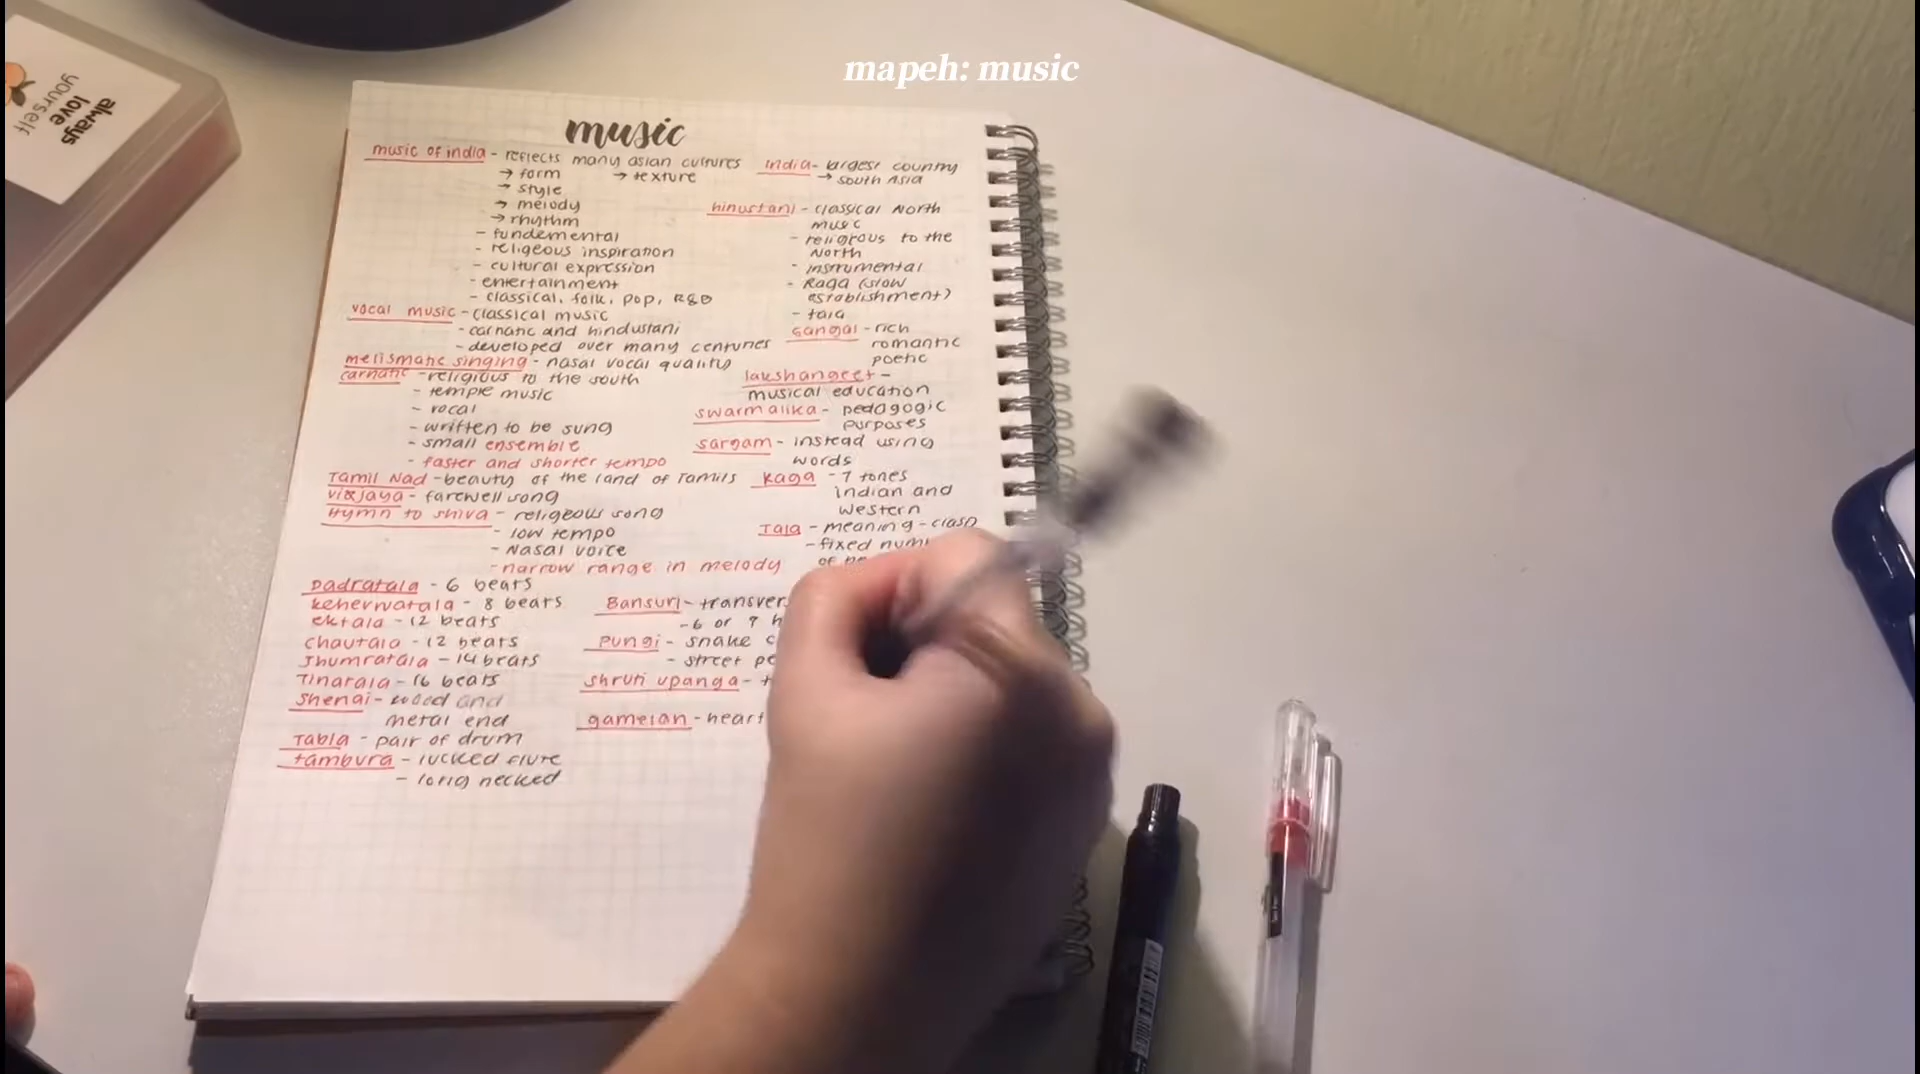 mapeh: music
always
love
yourself
music
music of india - reflects many asian cultures
→ form → texture
→ style
→ melody
→ rhythm
- fundemental
- religeous inspiration
- cultural expression
- entertainment
- classical, folk, pop, R&B
vocal music - classical music
- carnatic and hindustani
- developed over many centuries
melismatic singing - nasal vocal quality
carnatic - religious to the south
- temple music
- vocal
- written to be sung
- small ensemble
- faster and shorter tempo
Tamil Nad - beauty of the land of Tamils
- farewell song
Hymn to shiva - religeous song
- low tempo
- Nasal voice
- narrow range in melody
Dadratala - 6 beats
keherwatala - 8 beats
ektala - 12 beats
chautala - 12 beats
Jhumratala - 14 beats
Tinatala - 16 beats
shenai - wood and
metal end
Tabla - pair of drum
tambura - lucked flute
- long necked
India - largest country
→ south Asia
hinustani - classical North
music
- religious to the
North
- instrumental
- Raga (slow
establishment)
- tala
Gangal - rich
romantic
poetic
lakshangeet -
musical education
swarmalika - pedagogic
purposes
sargam - instead using
words
Raga - 7 tones
indian and
western
Tala - meaning - clasp
- fixed
of
Bansuri -
- 6 or 7
pungi - snake
- street
shruti upanga -
gamelan - heart